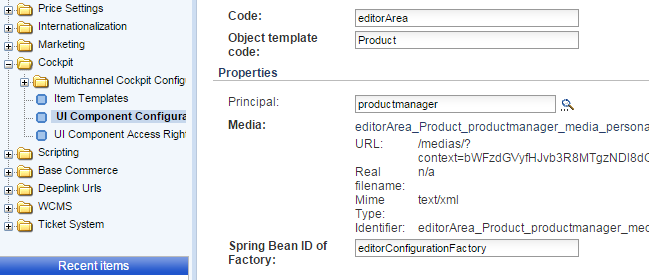 Price Settings
Internationalization
Marketing
Cockpit
Multichannel Cockpit Config
Item Templates
UI Component Configura
UI Component Access Right
Scripting
Base Commerce
Deeplink Urls
WCMS
Ticket System
Recent items
Code: editorArea
Object template
code: Product
Properties
Principal: productmanager
Media: editorArea_Product_productmanager_media_persona
URL: /medias/?
context=bWFzdGVyfHJvb3R8MTgzNDl8d
Real n/a
filename:
Mime text/xml
Type:
Identifier: editorArea_Product_productmanager_med
Spring Bean ID of
Factory: editorConfigurationFactory